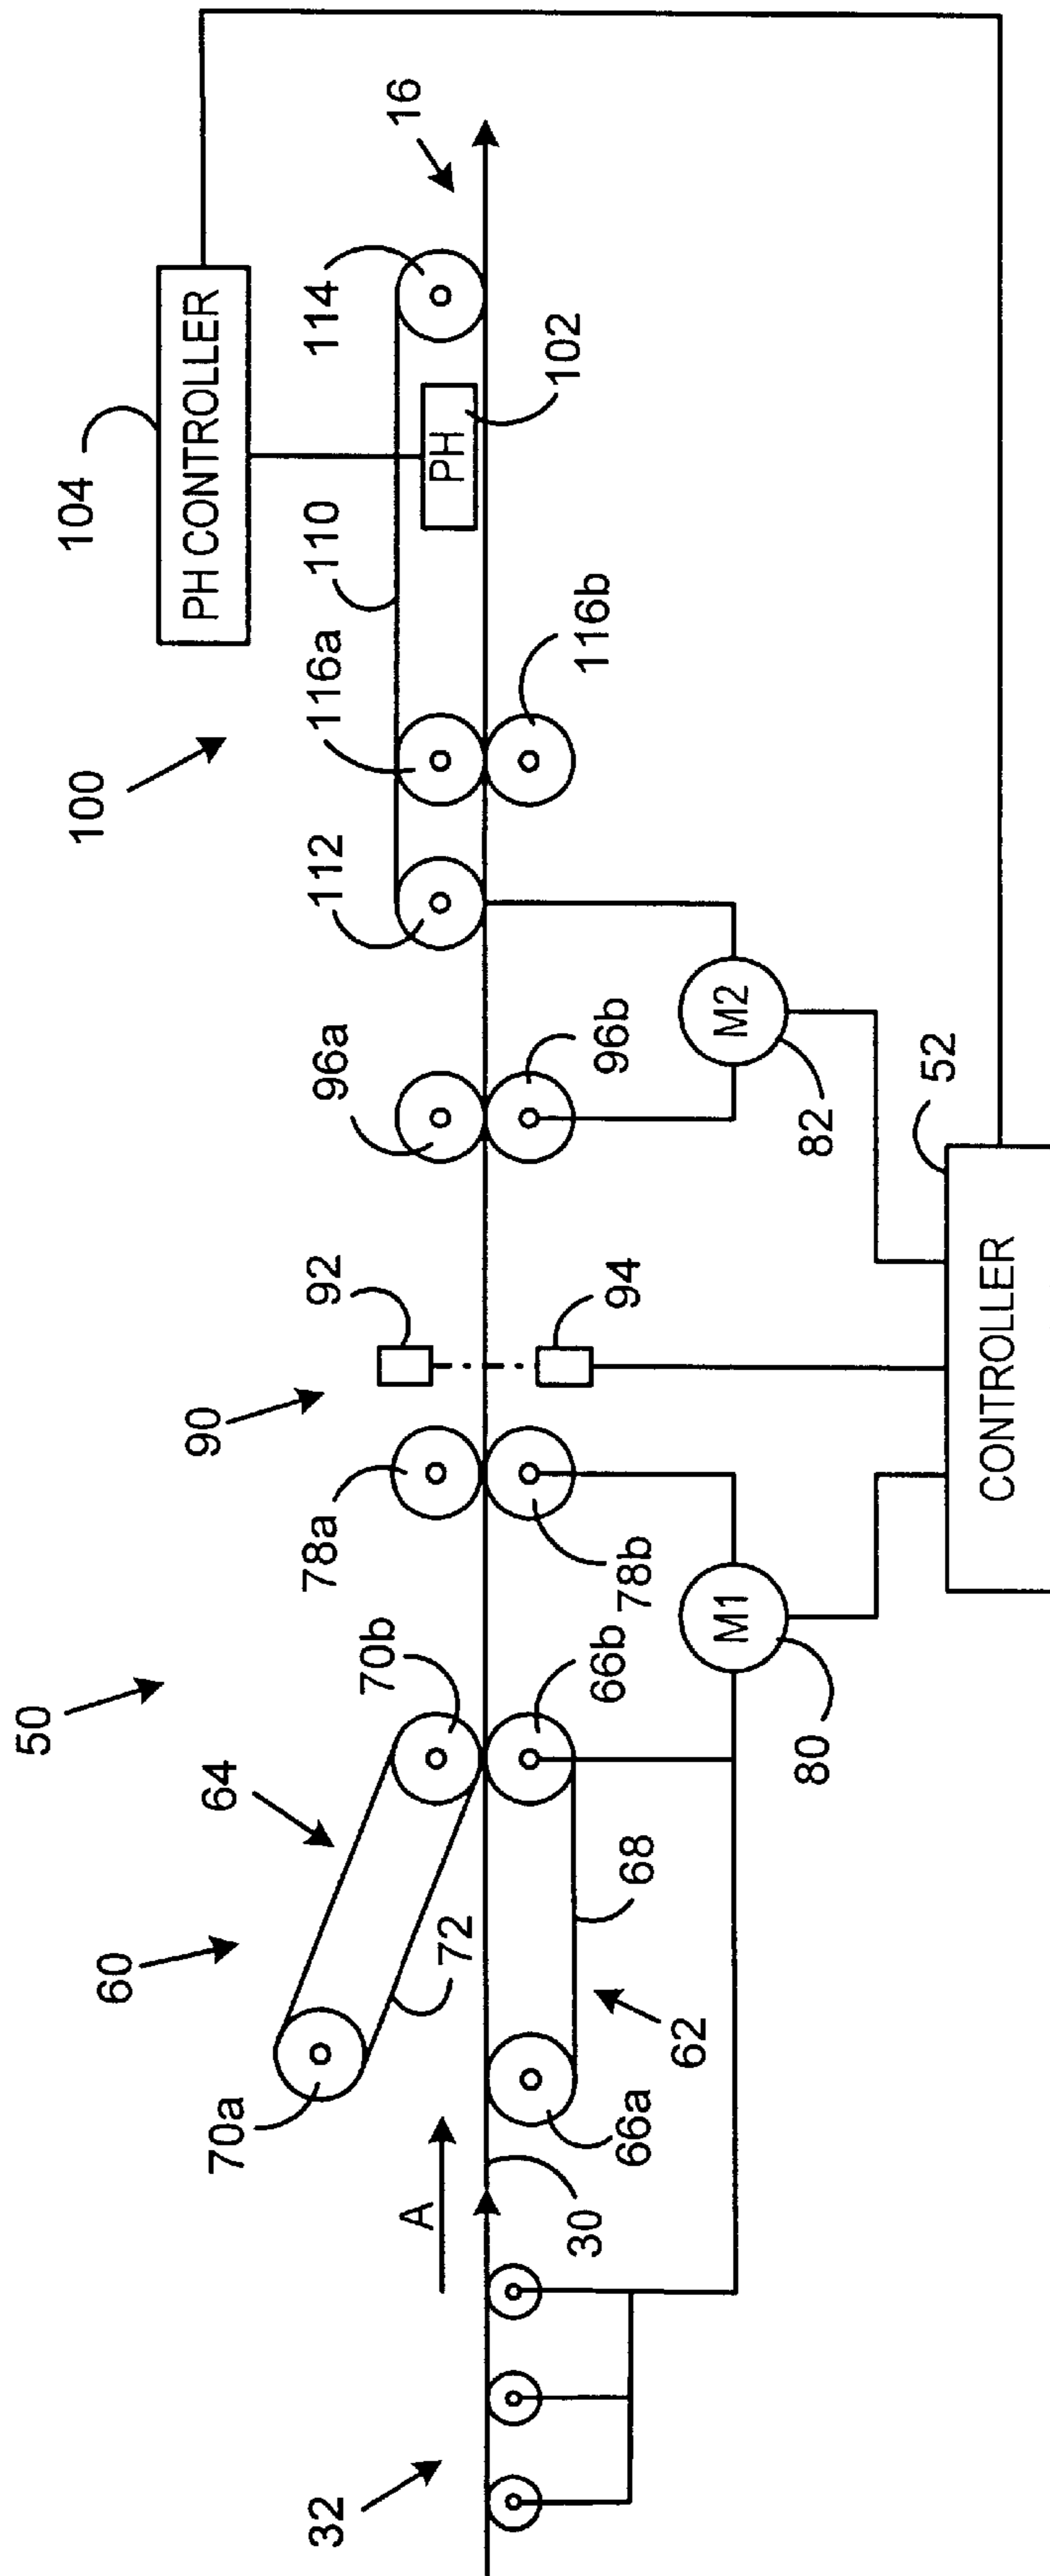 104
PH CONTROLLER
16
114
102
PH
110
116a
116b
100
112
96a
96b
M2
82
52
92
94
90
78a
78b
CONTROLLER
50
70b
66b
M1
80
64
60
72
68
62
70a
66a
A
30
32